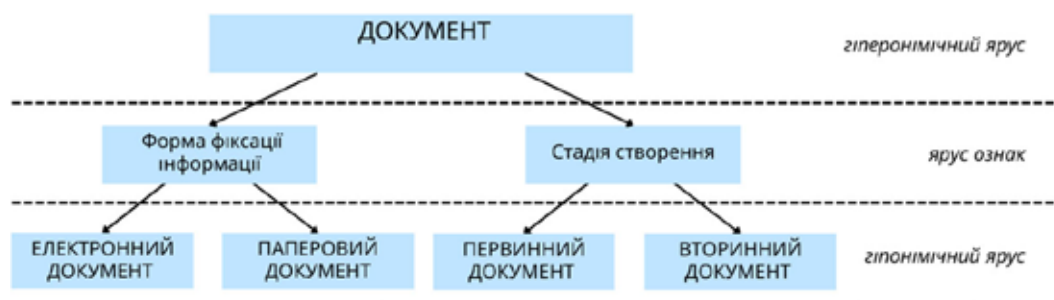 ДОКУМЕНТ
гіперонімічний ярус
Форма фіксації
інформації
Стадія створення
ярус ознак
ЕЛЕКТРОННИЙ
ДОКУМЕНТ
ПАПЕРОВИЙ
ДОКУМЕНТ
ПЕРВИННИЙ
ДОКУМЕНТ
ВТОРИННИЙ
ДОКУМЕНТ
гіпонімічний ярус